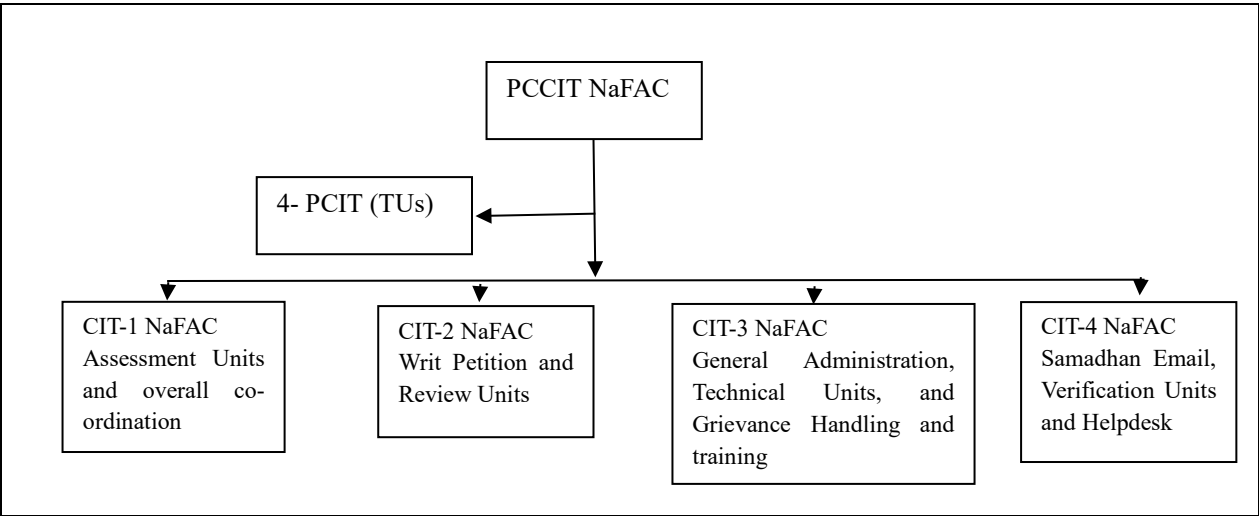 PCCIT NaFAC
4- PCIT (TUs)
CIT-1 NaFAC
Assessment Units
and overall co-
ordination
CIT-2 NaFAC
Writ Petition and
Review Units
CIT-3 NaFAC
General Administration,
Technical Units, and
Grievance Handling and
training
CIT-4 NaFAC
Samadhan Email,
Verification Units
and Helpdesk